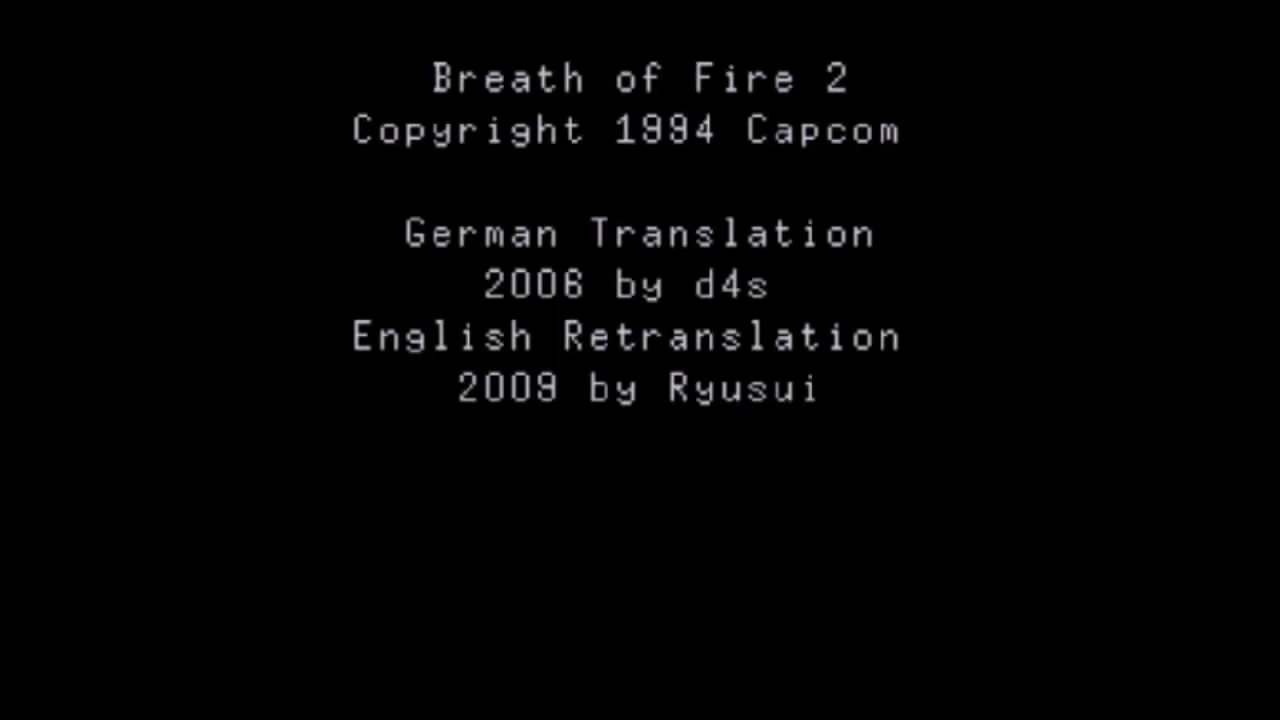 Breath of Fire 2
Copyright 1994 Capcom
German Translation
2006 by d4s
English Retranslation
2009 by Ryusui